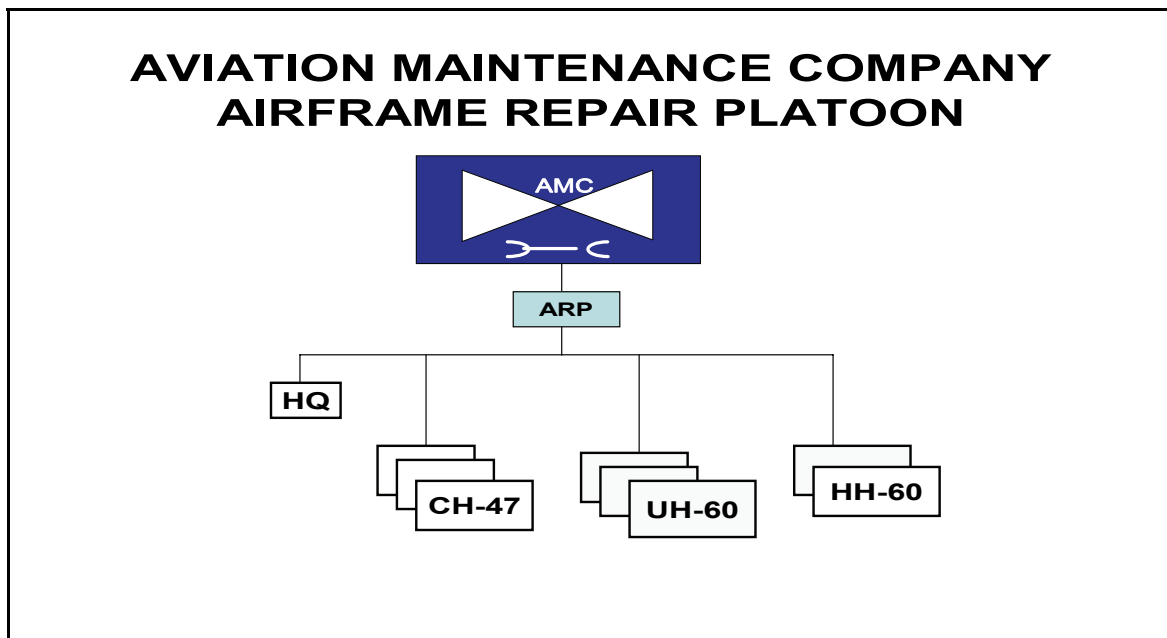 AVIATION MAINTENANCE COMPANY
AIRFRAME REPAIR PLATOON
AMC
ARP
HQ
CH-47
UH-60
HH-60